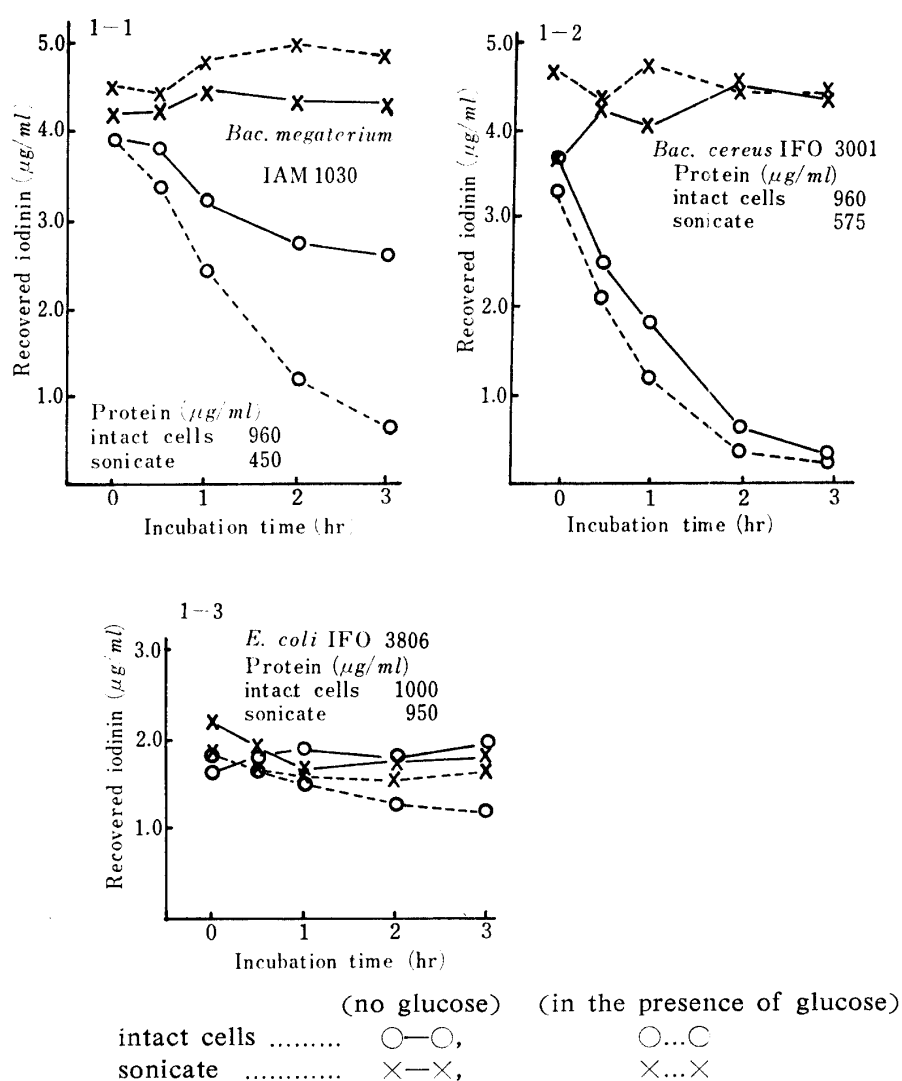 1-1
Recovered iodinin (μg/ml)
5.0
4.0
3.0
2.0
1.0
Bac. megaterium
IAM 1030
Protein (μg/ml)
intact cells 960
sonicate 450
0 1 2 3
Incubation time (hr)
1-2
Recovered iodinin (μg/ml)
5.0
4.0
3.0
2.0
1.0
Bac. cereus IFO 3001
Protein (μg/ml)
intact cells 960
sonicate 575
0 1 2 3
Incubation time (hr)
1-3
Recovered iodinin (μg/ml)
3.0
2.0
1.0
E. coli IFO 3806
Protein (μg/ml)
intact cells 1000
sonicate 950
0 1 2 3
Incubation time (hr)
(no glucose) (in the presence of glucose)
intact cells ......... ○—○, ○...○
sonicate ............ ×—×, ×...×